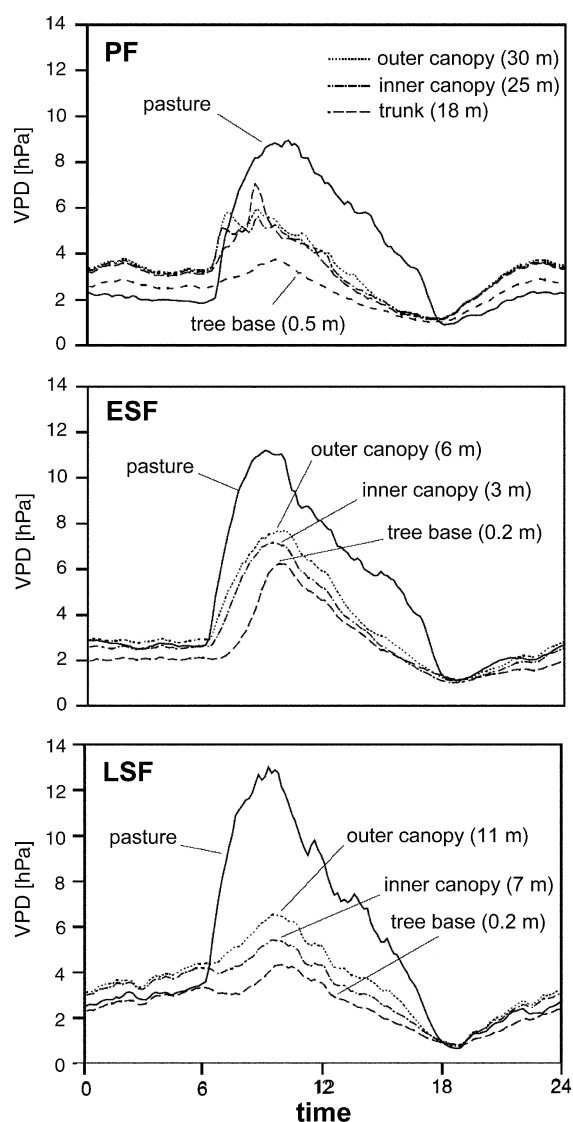 14
12
10
8
6
4
2
0
VPD [hPa]
PF
outer canopy (30 m)
inner canopy (25 m)
trunk (18 m)
pasture
tree base (0.5 m)
14
12
10
8
6
4
2
0
VPD [hPa]
ESF
outer canopy (6 m)
pasture
inner canopy (3 m)
tree base (0.2 m)
14
12
10
8
6
4
2
0
VPD [hPa]
LSF
pasture
outer canopy (11 m)
inner canopy (7 m)
tree base (0.2 m)
0 6 12 18 24
time